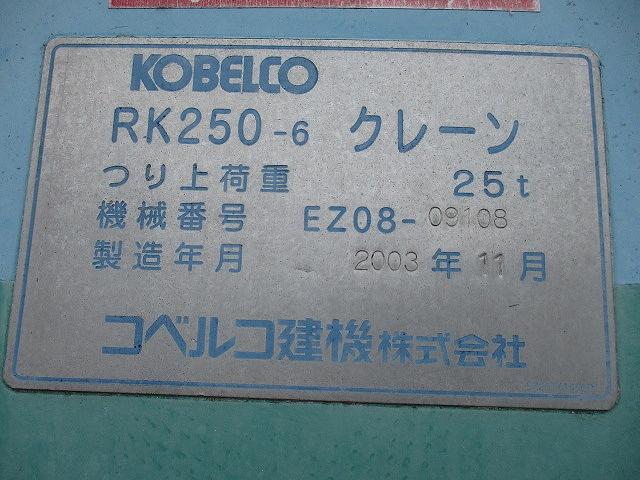 KOBELCO
RK250-6 クレーン
つり上荷重 25t
機械番号 EZ08-09108
製造年月 2003年11月
コベルコ建機株式会社